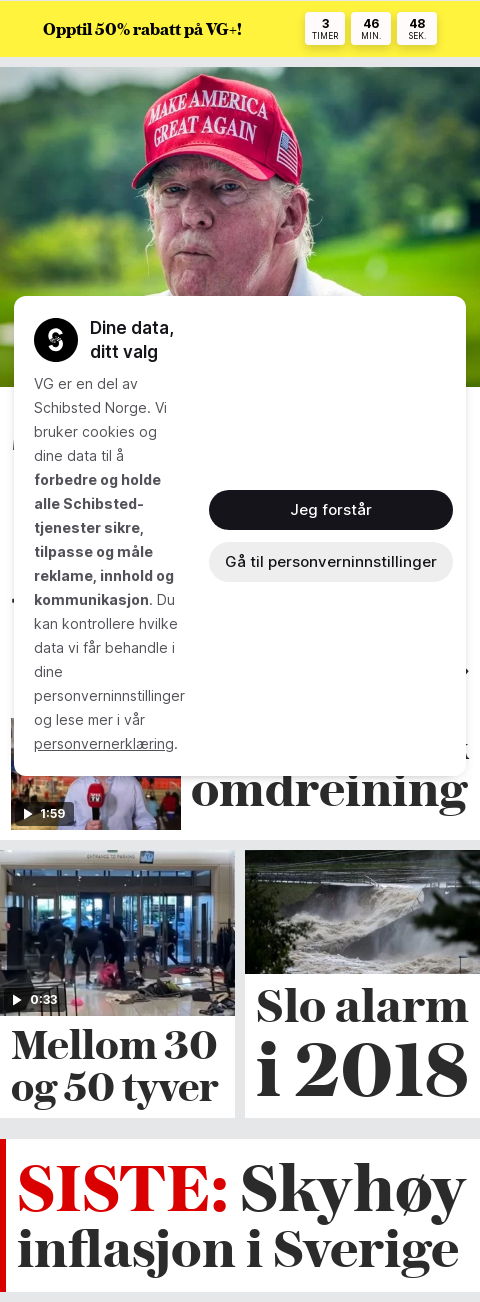 Opptil 50% rabatt på VG+!
3 46 48
TIMER MIN. SEK.
MAKE AMERICA
GREAT AGAIN
Dine data,
ditt valg
VG er en del av
Schibsted Norge. Vi
bruker cookies og
dine data til å
forbedre og holde
alle Schibsted-
tjenester sikre,
tilpasse og måle
reklame, innhold og
kommunikasjon. Du
kan kontrollere hvilke
data vi får behandle i
dine
personverninnstillinger
og lese mer i vår
personvernerklæring.
Jeg forstår
Gå til personverninnstillinger
omdreining
1:59
0:33
Mellom 30
og 50 tyver
Slo alarm
i 2018
SISTE: Skyhøy
inflasjon i Sverige